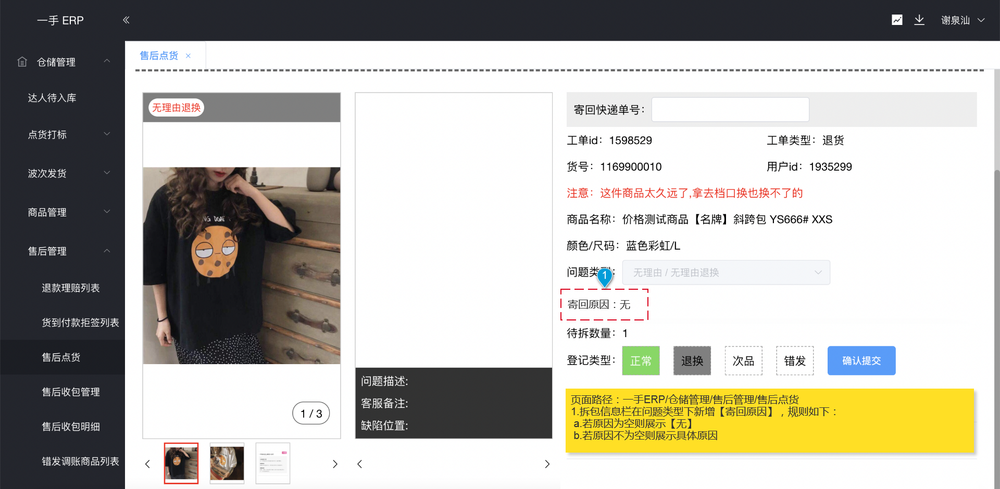 一手 ERP
谢泉汕
仓储管理
达人待入库
点货打标
波次发货
商品管理
售后管理
退款理赔列表
货到付款拒签列表
售后点货
售后收包管理
售后收包明细
错发调账商品列表
售后点货 ×
无理由退换
1 / 3
问题描述:
客服备注:
缺陷位置:
寄回快递单号：
工单id：1598529
工单类型：退货
货号：1169900010
用户id：1935299
注意：这件商品太久远了,拿去档口换也换不了的
商品名称：价格测试商品【名牌】斜跨包 YS666# XXS
颜色/尺码：蓝色彩虹/L
问题类型：
无理由 / 无理由退换
1
寄回原因：无
待拆数量：1
登记类型：
正常
退换
次品
错发
确认提交
页面路径：一手ERP/仓储管理/售后管理/售后点货
1.拆包信息栏在问题类型下新增【寄回原因】，规则如下：
a.若原因为空则展示【无】
b.若原因不为空则展示具体原因